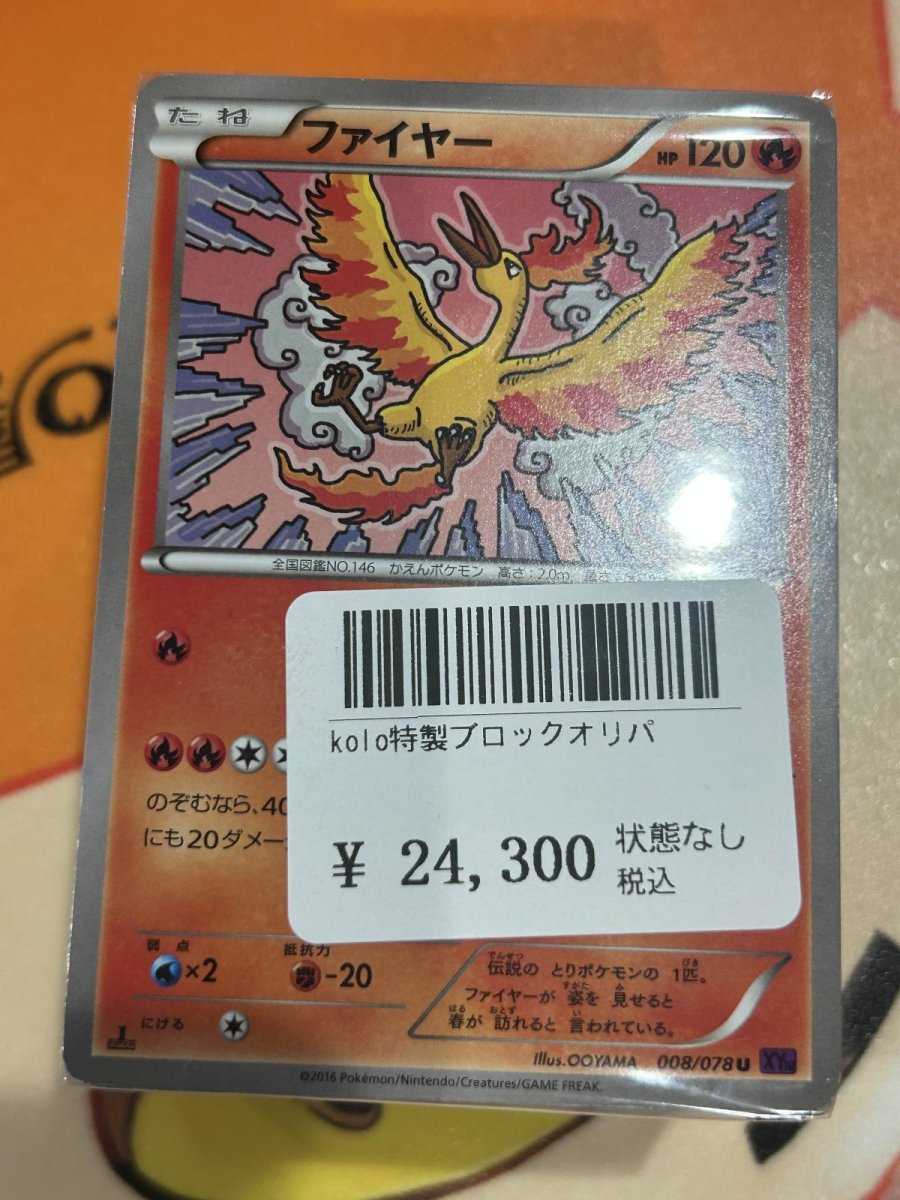 たね
ファイヤー
HP 120
全国図鑑NO.146 かえんポケモン 高さ:2.0m
kolo特製ブロックオリパ
のぞむなら、40
にも20ダメー
¥ 24,300
状態なし
税込
弱点
×2
抵抗力
-20
にげる
伝説の とりポケモンの 1匹。
ファイヤーが 姿を 見せると
春が 訪れると 言われている。
1
EDITION
Illus.OOYAMA 008/078 U XY
©2016 Pokémon/Nintendo/Creatures/GAME FREAK.